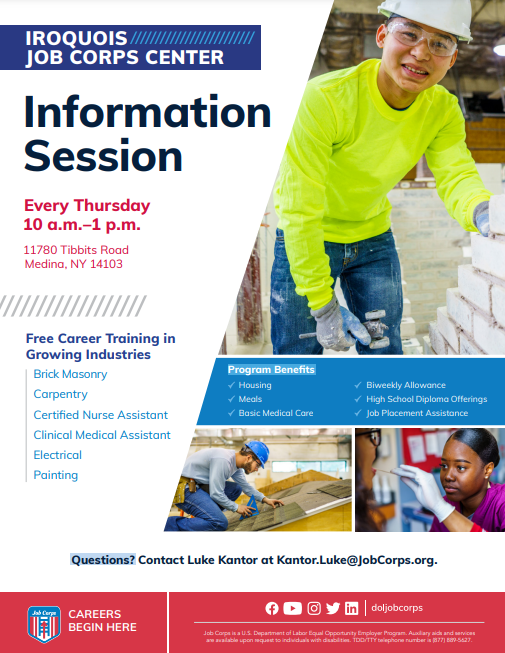 IROQUOIS
JOB CORPS CENTER
Information
Session
Every Thursday
10 a.m.–1 p.m.
11780 Tibbits Road
Medina, NY 14103
Free Career Training in
Growing Industries
Brick Masonry
Carpentry
Certified Nurse Assistant
Clinical Medical Assistant
Electrical
Painting
Program Benefits
✓ Housing
✓ Meals
✓ Basic Medical Care
✓ Biweekly Allowance
✓ High School Diploma Offerings
✓ Job Placement Assistance
Questions? Contact Luke Kantor at Kantor.Luke@JobCorps.org.
Job Corps
CAREERS
BEGIN HERE
doljobcorps
Job Corps is a U.S. Department of Labor Equal Opportunity Employer Program. Auxiliary aids and services
are available upon request to individuals with disabilities. TDD/TTY telephone number is (877) 889-5627.